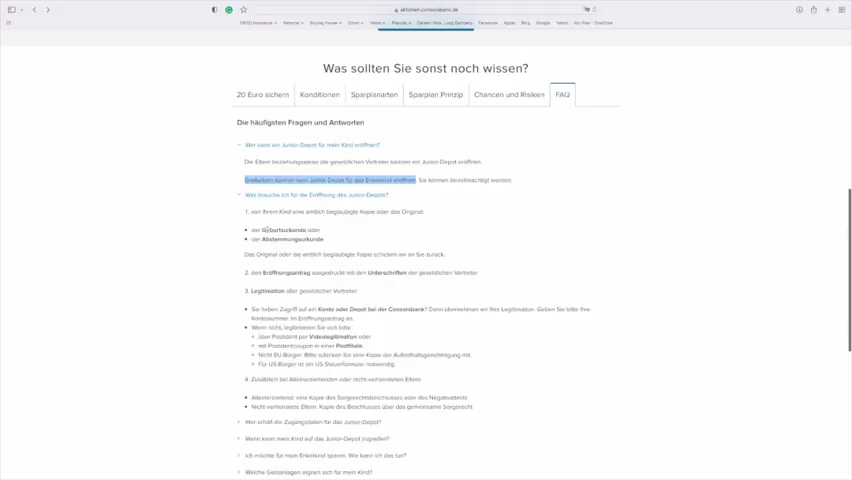 aktionen.consorsbank.de
Facebook Apple Bing Google Yahoo
Was sollten Sie sonst noch wissen?
20 Euro sichern Konditionen Sparplanarten Sparplan Prinzip Chancen und Risiken FAQ
Die häufigsten Fragen und Antworten
Wer kann ein Junior-Depot für mein Kind eröffnen?
Die Eltern beziehungsweise die gesetzlichen Vertreter können ein Junior-Depot eröffnen.
Großeltern können kein Junior-Depot für das Enkelkind eröffnen. Sie können bevollmächtigt werden.
Was brauche ich für die Eröffnung des Junior-Depots?
1. von Ihrem Kind eine amtlich beglaubigte Kopie oder das Original:
der Geburtsurkunde oder
der Abstammungsurkunde
Das Original oder die amtlich beglaubigte Kopie schicken wir an Sie zurück.
2. den Eröffnungsantrag ausgedruckt mit den Unterschriften der gesetzlichen Vertreter
3. Legitimation aller gesetzlicher Vertreter:
Sie haben Zugriff auf ein Konto oder Depot bei der Consorsbank? Dann übernehmen wir Ihre Legitimation. Geben Sie bitte Ihre
Kontonummer im Eröffnungsantrag an.
Wenn nicht, legitimieren Sie sich bitte
über Postident per Videolegitimation oder
mit Postidentcoupon in einer Postfiliale.
Nicht EU-Bürger: Bitte schicken Sie eine Kopie der Aufenthaltsgenehmigung mit.
Für US-Bürger ist ein US-Steuerformular notwendig.
4. Zusätzlich bei Alleinerziehenden oder nicht-verheirateten Eltern
Alleinerziehend: eine Kopie des Sorgerechtsbeschlusses oder des Negativattests
Nicht-verheiratete Eltern: Kopie des Beschlusses über das gemeinsame Sorgerecht
Wer erhält die Zugangsdaten für das Junior-Depot?
Wann kann mein Kind auf das Junior-Depot zugreifen?
Ich möchte für mein Enkelkind sparen. Wie kann ich das tun?
Welche Geldanlagen eignen sich für mein Kind?